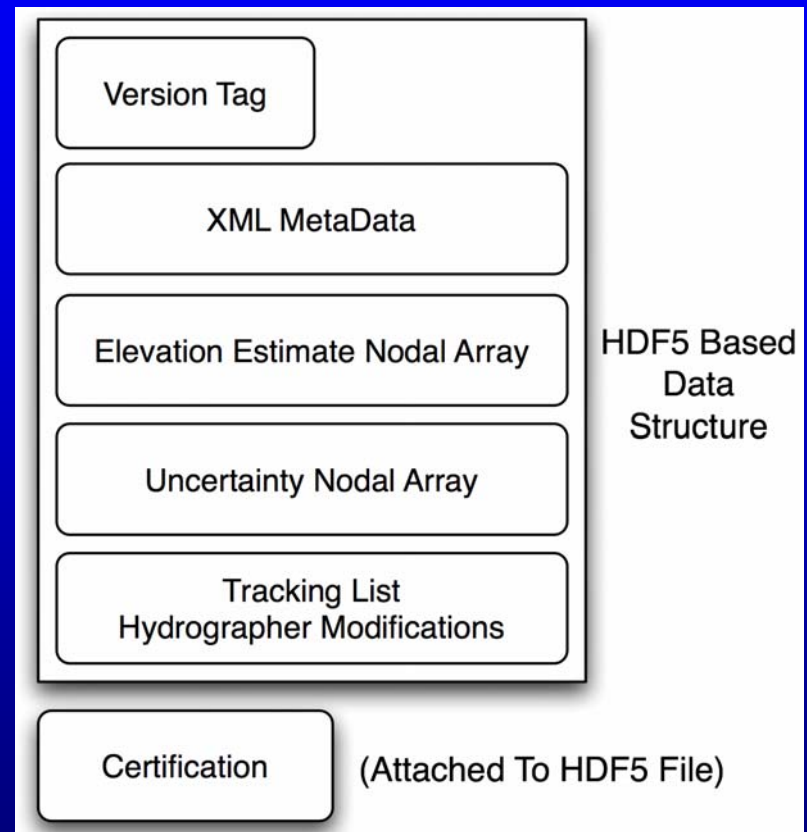 Version Tag
XML MetaData
Elevation Estimate Nodal Array
Uncertainty Nodal Array
Tracking List
Hydrographer Modifications
HDF5 Based
Data
Structure
Certification
(Attached To HDF5 File)